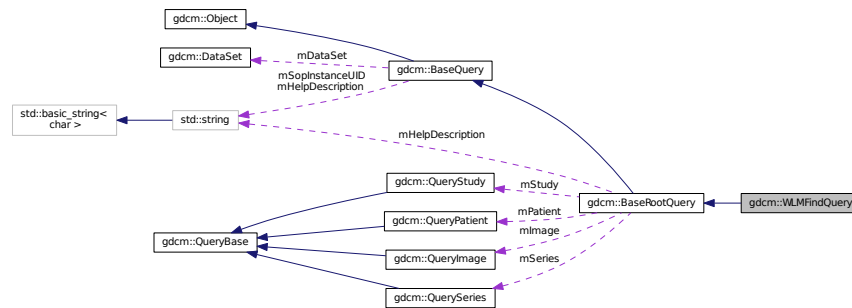 gdcm::Object
gdcm::DataSet
mDataSet
gdcm::BaseQuery
mSopInstanceUID
mHelpDescription
std::basic_string<
char >
std::string
mHelpDescription
gdcm::QueryStudy
mStudy
gdcm::BaseRootQuery
gdcm::WLMFindQuery
gdcm::QueryPatient
mPatient
gdcm::QueryBase
mImage
gdcm::QueryImage
mSeries
gdcm::QuerySeries